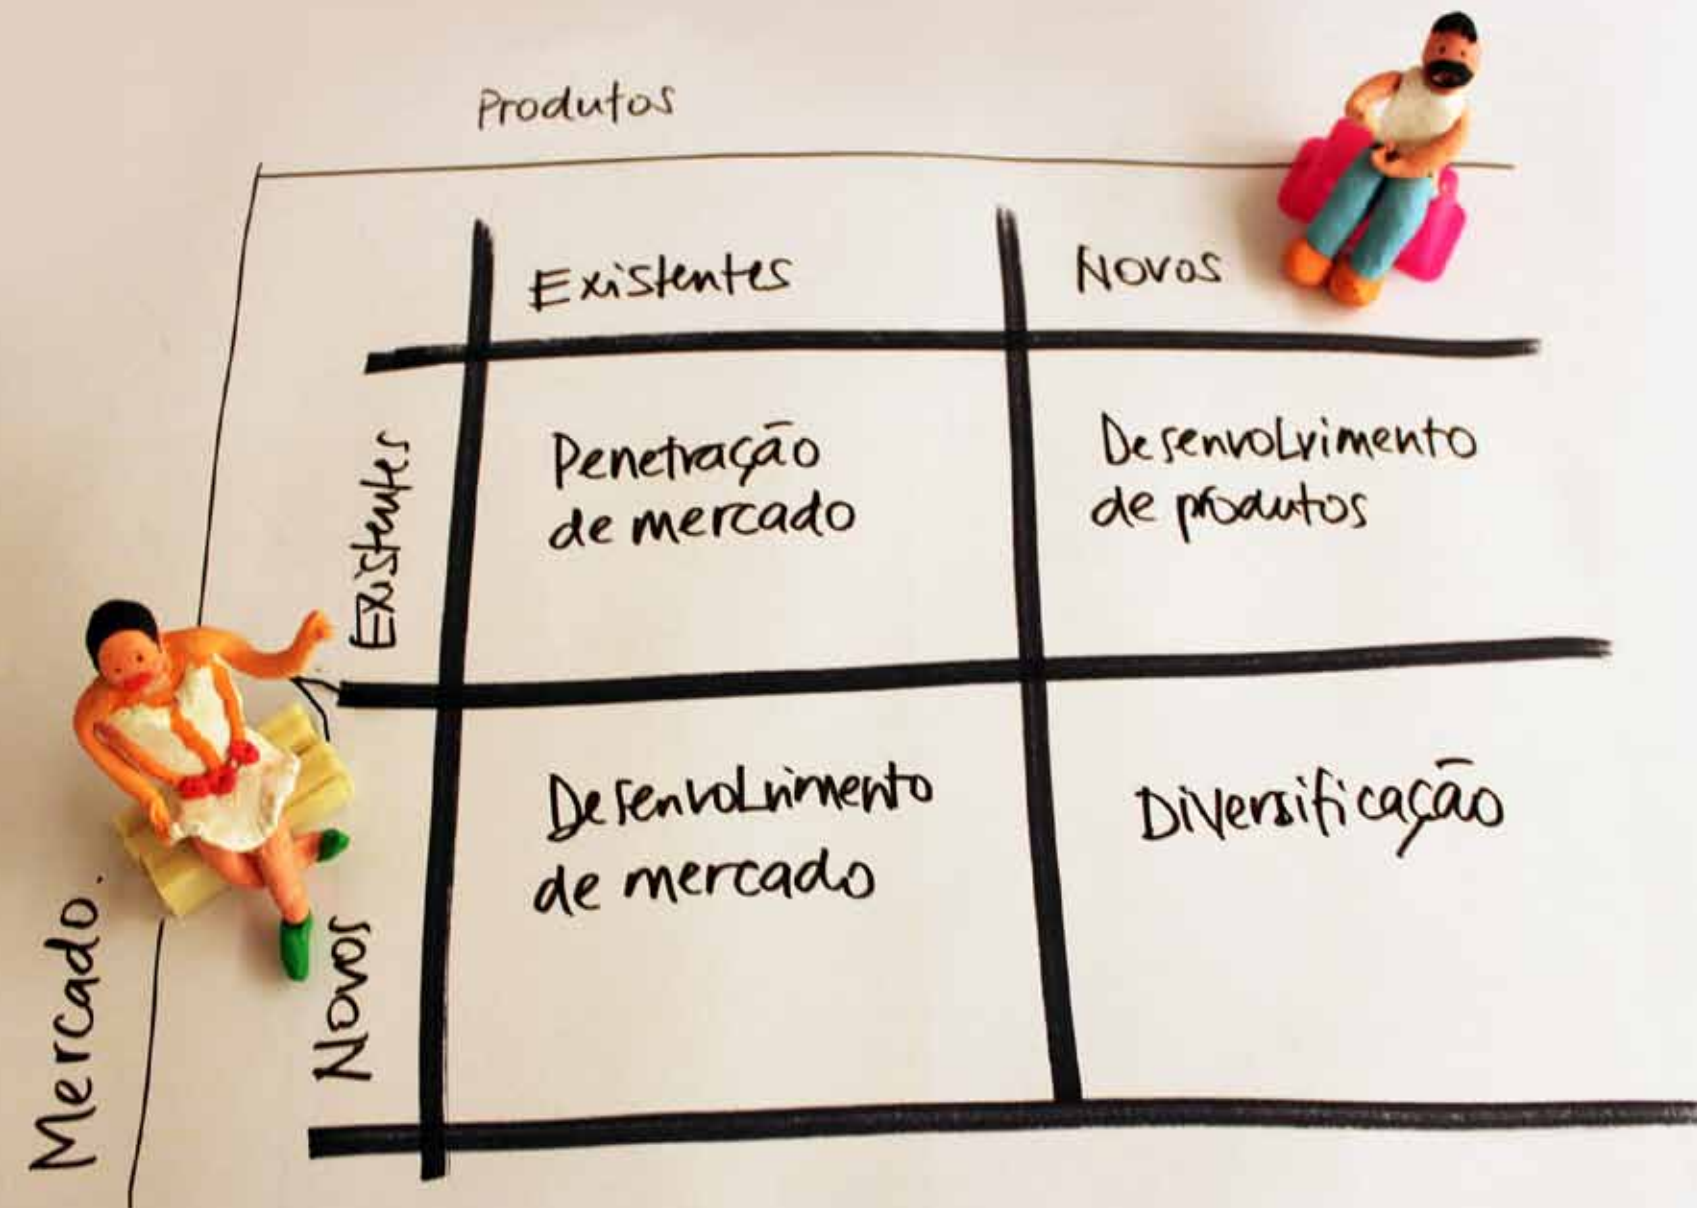 Produtos
Existentes
Novos
Existentes
Penetração
de mercado
Desenvolvimento
de produtos
Novos
Desenvolvimento
de mercado
Diversificação
Mercado.